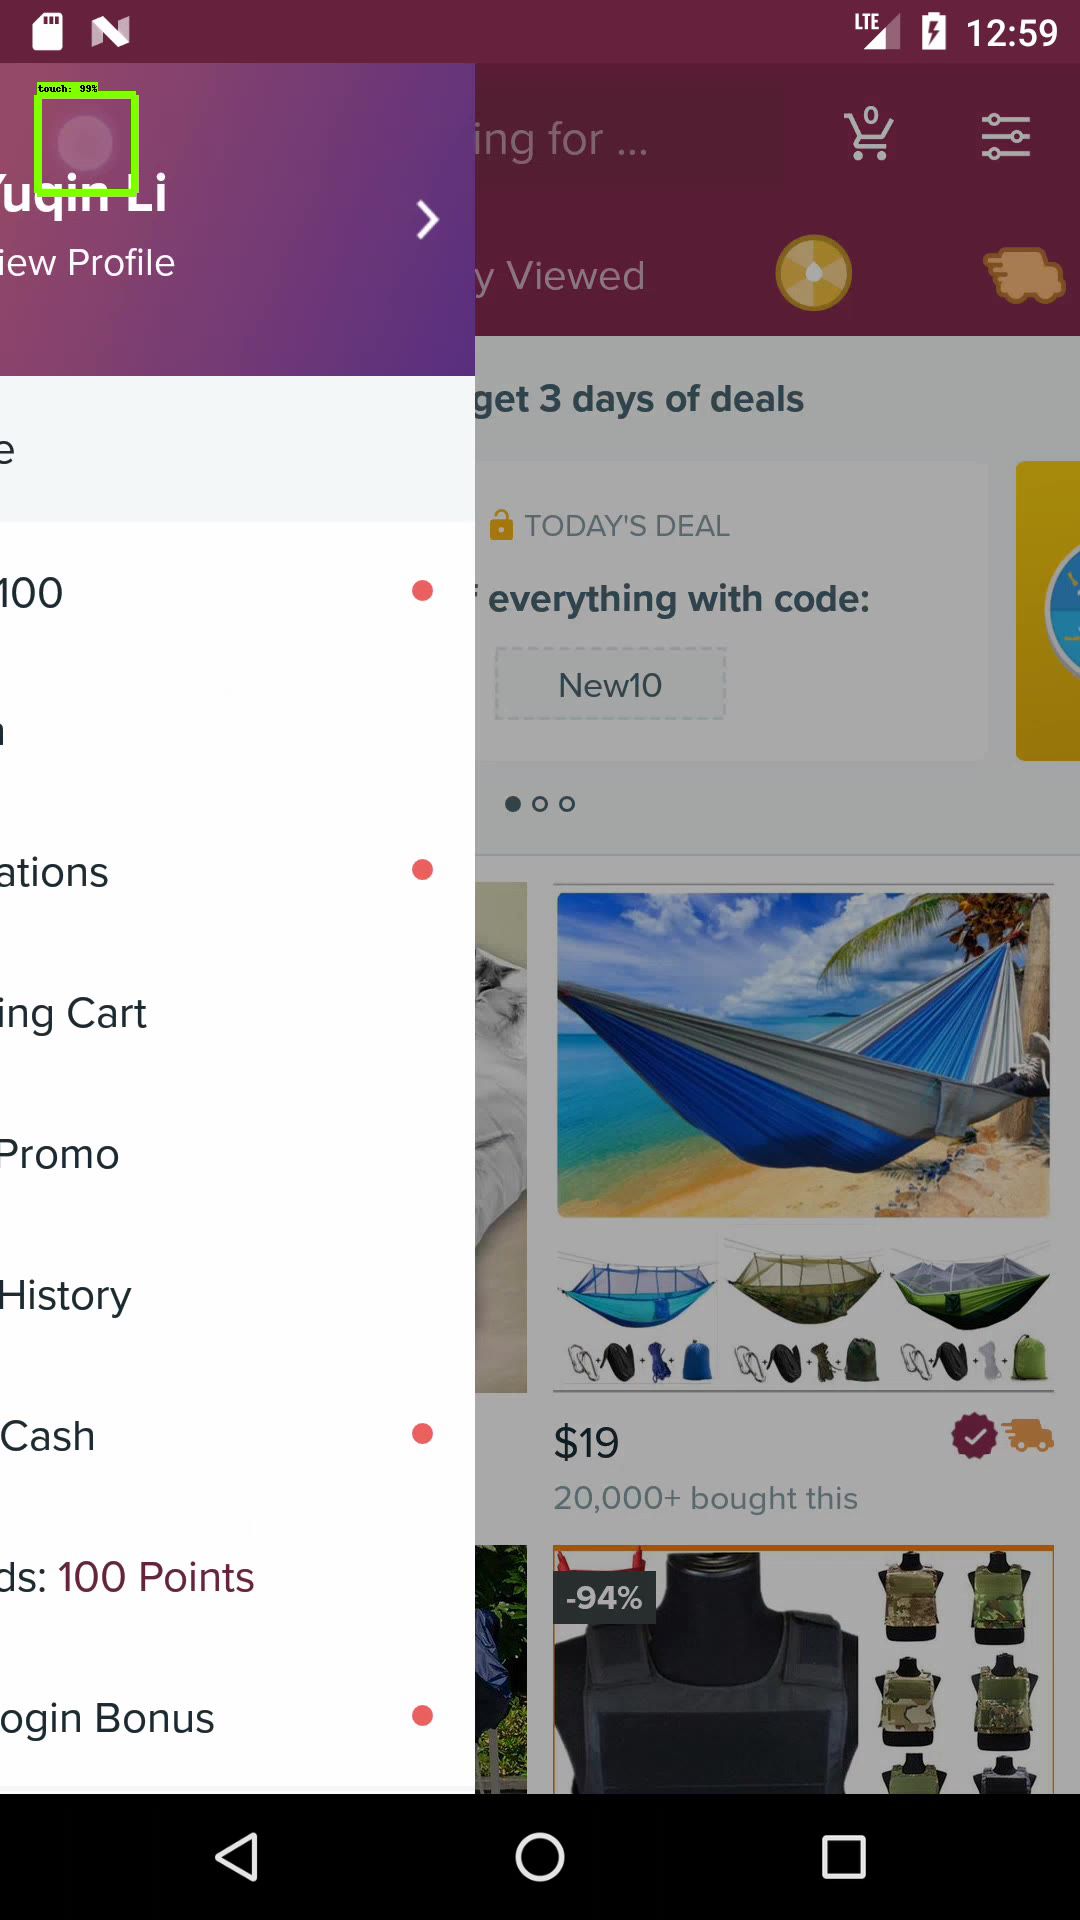 LTE
12:59
touch: 99%
ing for ...
0
Yuqin Li
iew Profile
y Viewed
get 3 days of deals
e
TODAY'S DEAL
100
everything with code:
New10
ations
ing Cart
Promo
History
$19
Cash
20,000+ bought this
ds: 100 Points
-94%
ogin Bonus